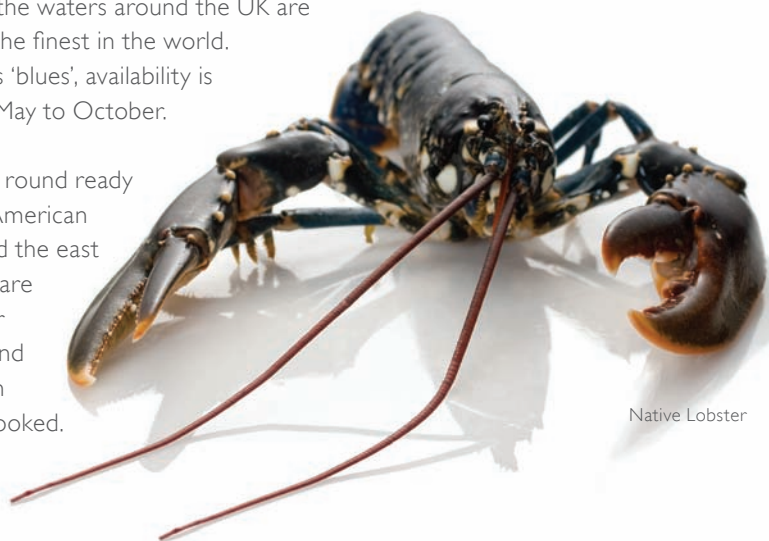 the waters around the UK are
he finest in the world.
s ‘blues’, availability is
May to October.
round ready
American
d the east
are
r
nd
n
ooked.
Native Lobster